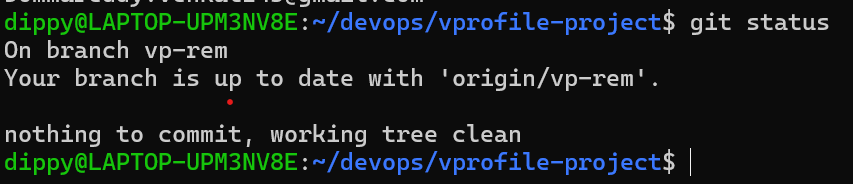 dippy@LAPTOP-UPM3NV8E:~/devops/vprofile-project$ git status
On branch vp-rem
Your branch is up to date with 'origin/vp-rem'.
nothing to commit, working tree clean
dippy@LAPTOP-UPM3NV8E:~/devops/vprofile-project$